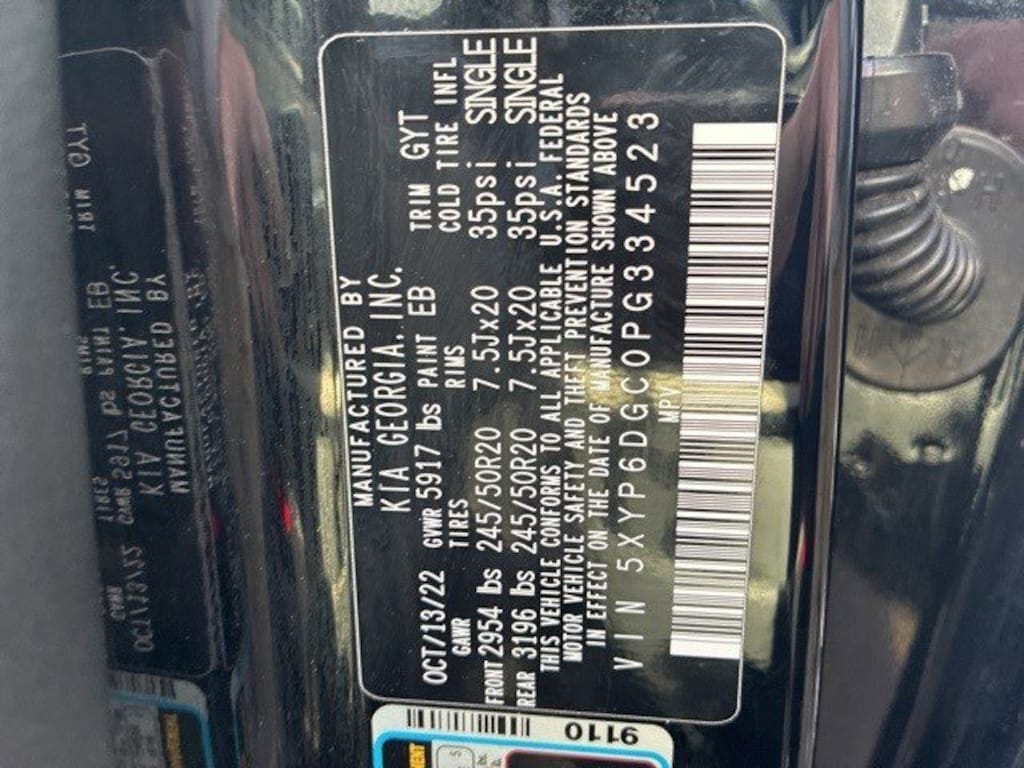 MANUFACTURED BY
KIA GEORGIA, INC.
OCT/13/22 GVWR 5917 lbs PAINT EB TRIM GYT
GAWR TIRES RIMS COLD TIRE INFL
FRONT 2954 lbs 245/50R20 7.5Jx20 35psi SINGLE
REAR 3196 lbs 245/50R20 7.5Jx20 35psi SINGLE
THIS VEHICLE CONFORMS TO ALL APPLICABLE U.S.A. FEDERAL
MOTOR VEHICLE SAFETY AND THEFT PREVENTION STANDARDS
IN EFFECT ON THE DATE OF MANUFACTURE SHOWN ABOVE
VIN 5XYP6DGC0PG334523
MPV
9110